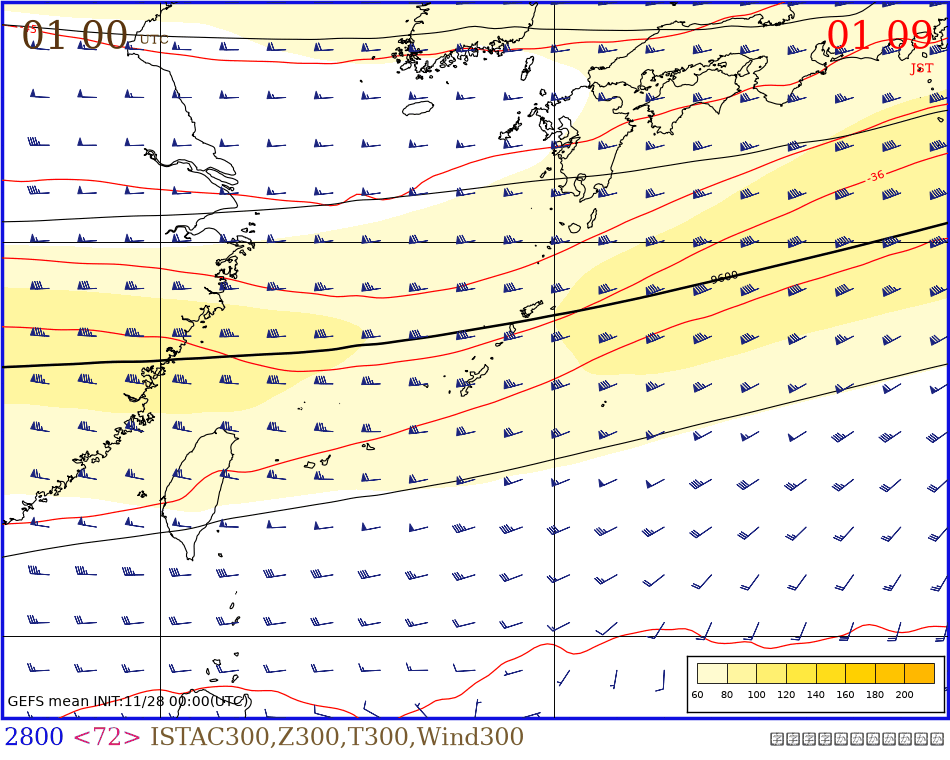 01 00 UTC
01 09
JST
-36
9600
60 80 100 120 140 160 180 200
GEFS mean INIT:11/28 00:00(UTC)
2800 <72> ISTAC300,Z300,T300,Wind300